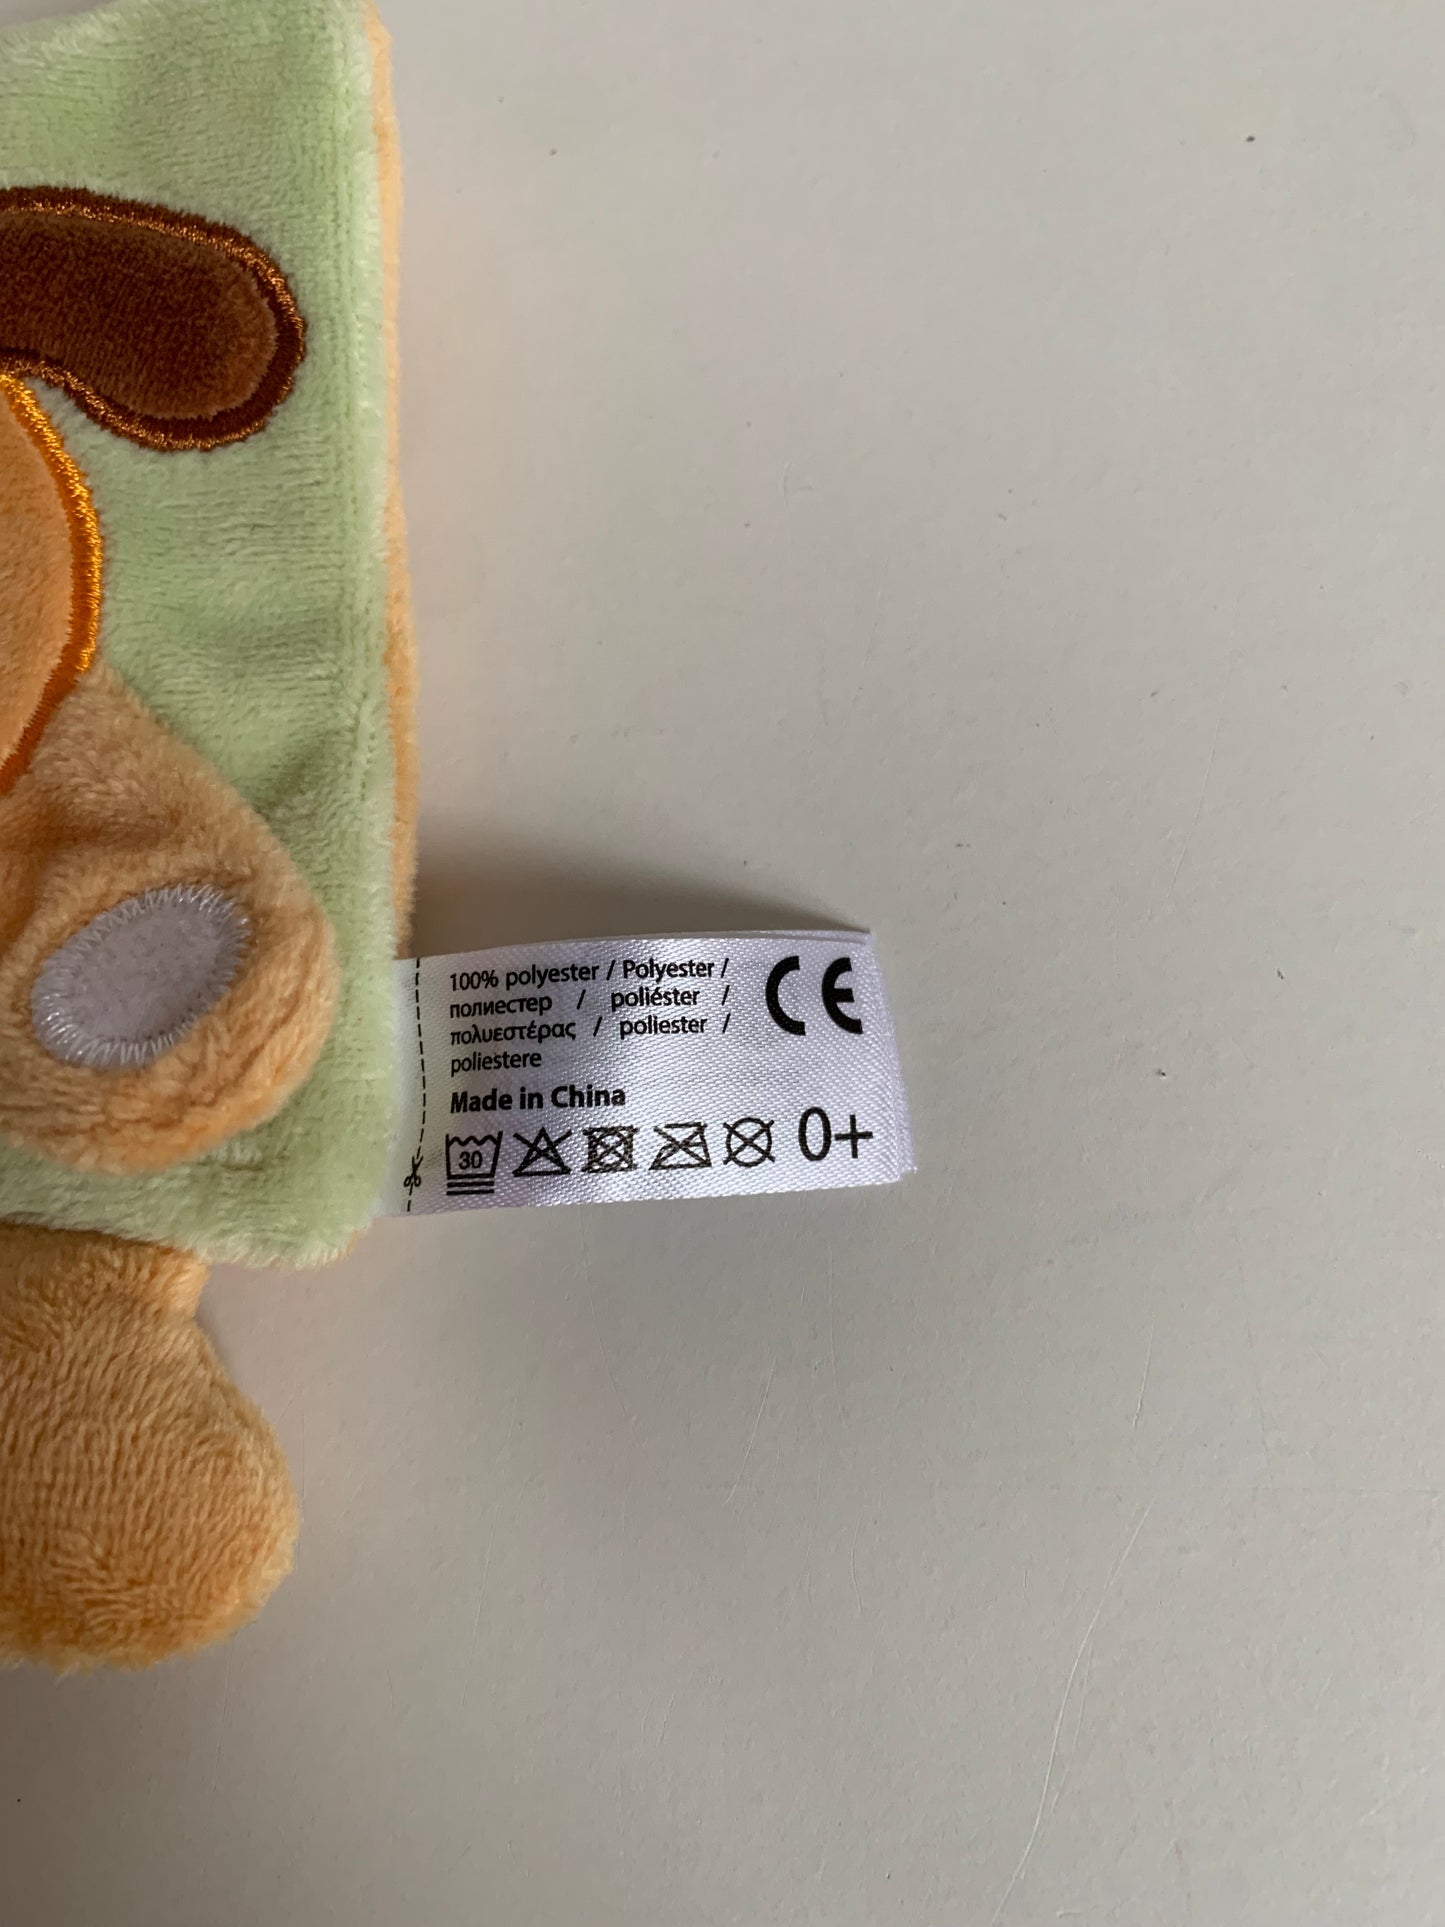 100% polyester / Polyester /
полиестер / poliéster /
πολυεστέρας / poliester /
poliestere
CE
Made in China
30
0+